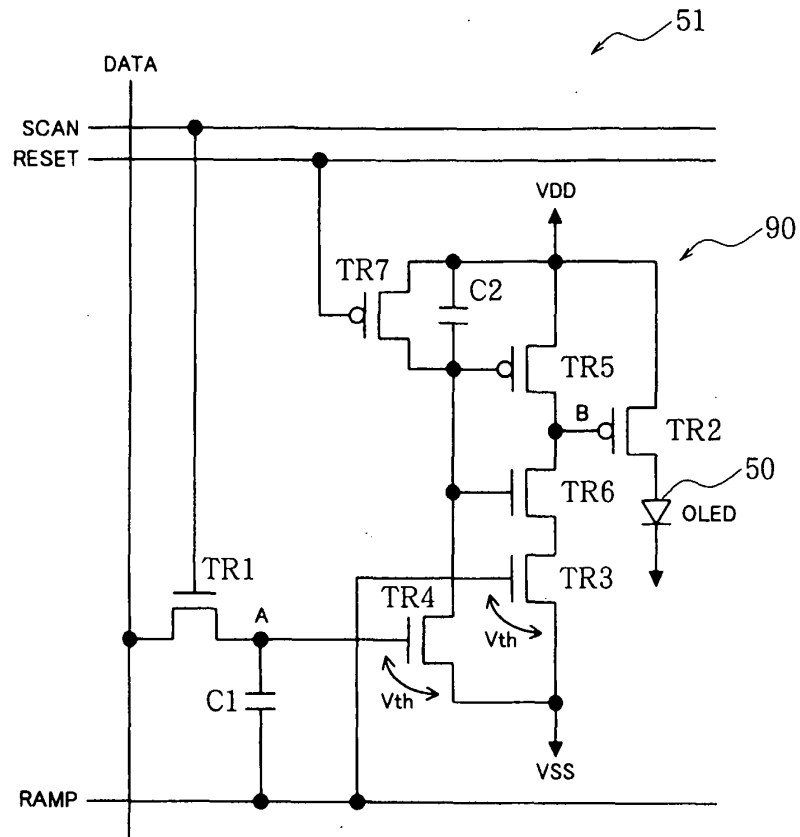 51
DATA
SCAN
RESET
VDD
90
TR7
C2
TR5
B
TR2
TR6
50
OLED
TR1
TR3
A
TR4
Vth
Vth
C1
VSS
RAMP